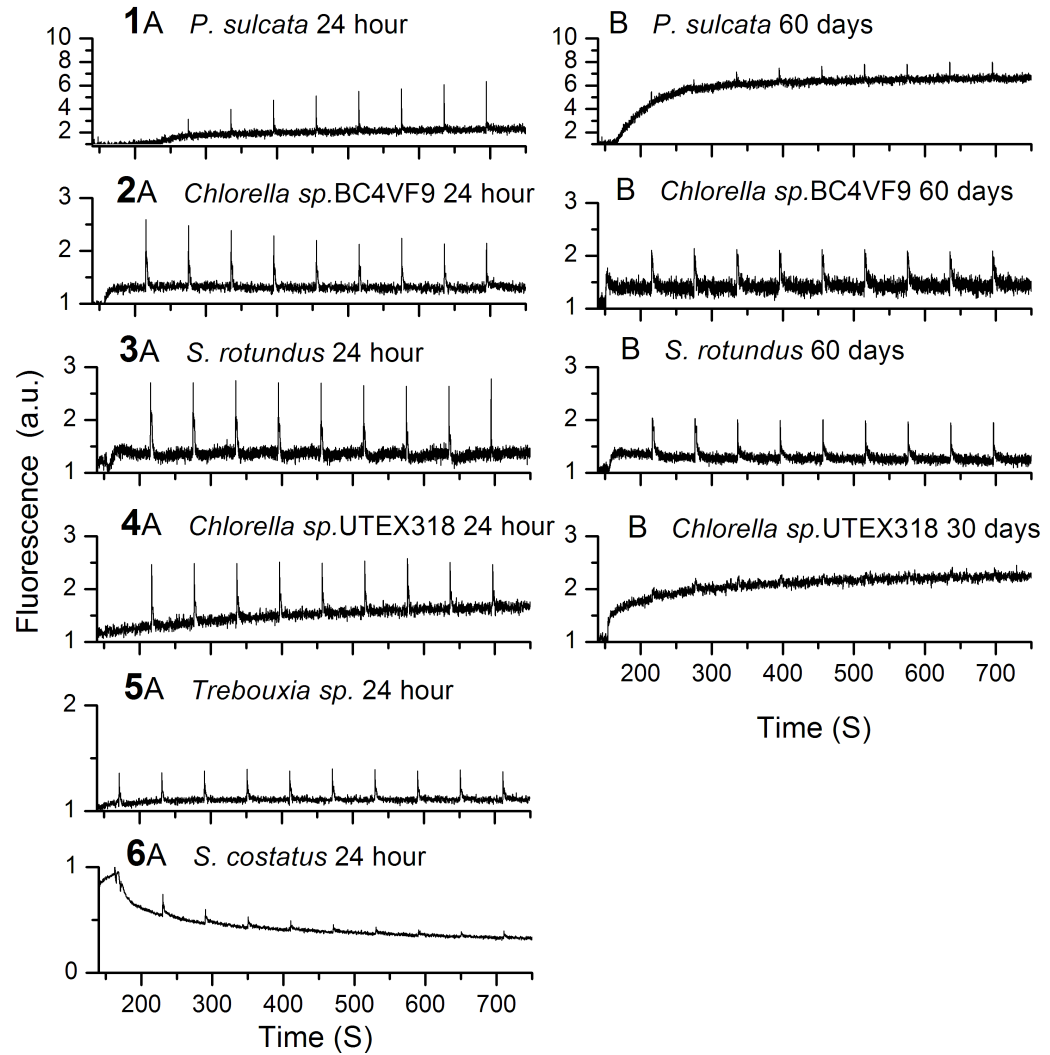 1A P. sulcata 24 hour
10
8
6
4
2
B P. sulcata 60 days
10
8
6
4
2
2A Chlorella sp.BC4VF9 24 hour
3
2
1
B Chlorella sp.BC4VF9 60 days
3
2
1
3A S. rotundus 24 hour
3
2
1
B S. rotundus 60 days
3
2
1
Fluorescence (a.u.)
4A Chlorella sp.UTEX318 24 hour
3
2
1
B Chlorella sp.UTEX318 30 days
3
2
1
200 300 400 500 600 700
Time (S)
5A Trebouxia sp. 24 hour
2
1
6A S. costatus 24 hour
1
0
200 300 400 500 600 700
Time (S)